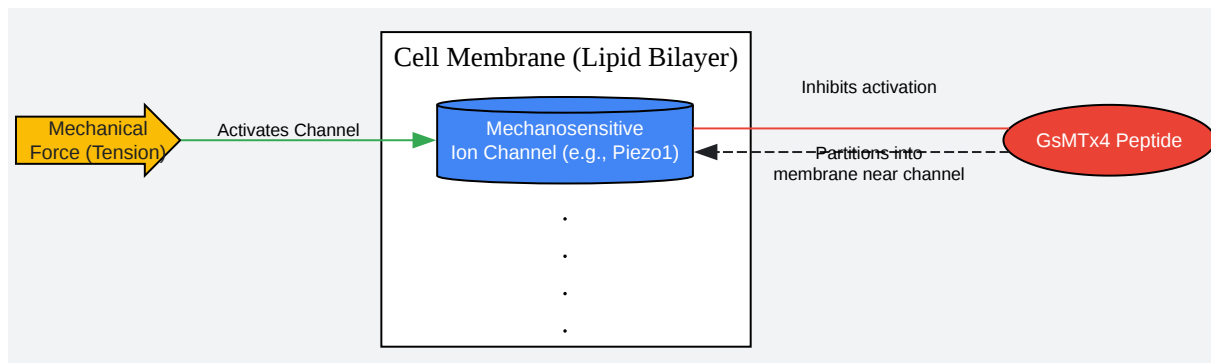 Cell Membrane (Lipid Bilayer)
Mechanical
Force (Tension)
Activates Channel
Mechanosensitive
Ion Channel (e.g., Piezo1)
Inhibits activation
Partitions into
membrane near channel
GsMTx4 Peptide